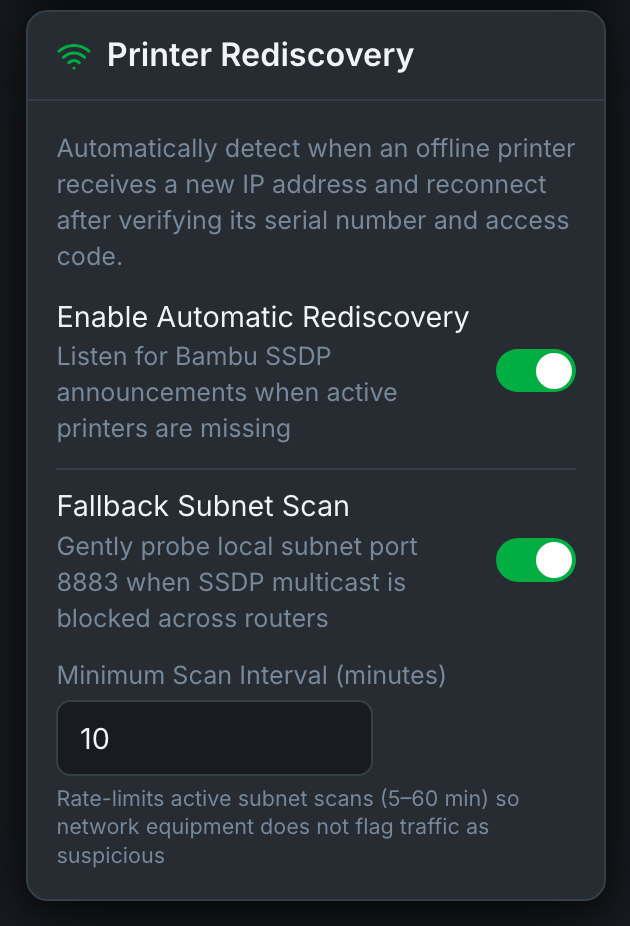 Printer Rediscovery
Automatically detect when an offline printer
receives a new IP address and reconnect
after verifying its serial number and access
code.
Enable Automatic Rediscovery
Listen for Bambu SSDP
announcements when active
printers are missing
Fallback Subnet Scan
Gently probe local subnet port
8883 when SSDP multicast is
blocked across routers
Minimum Scan Interval (minutes)
10
Rate-limits active subnet scans (5–60 min) so
network equipment does not flag traffic as
suspicious